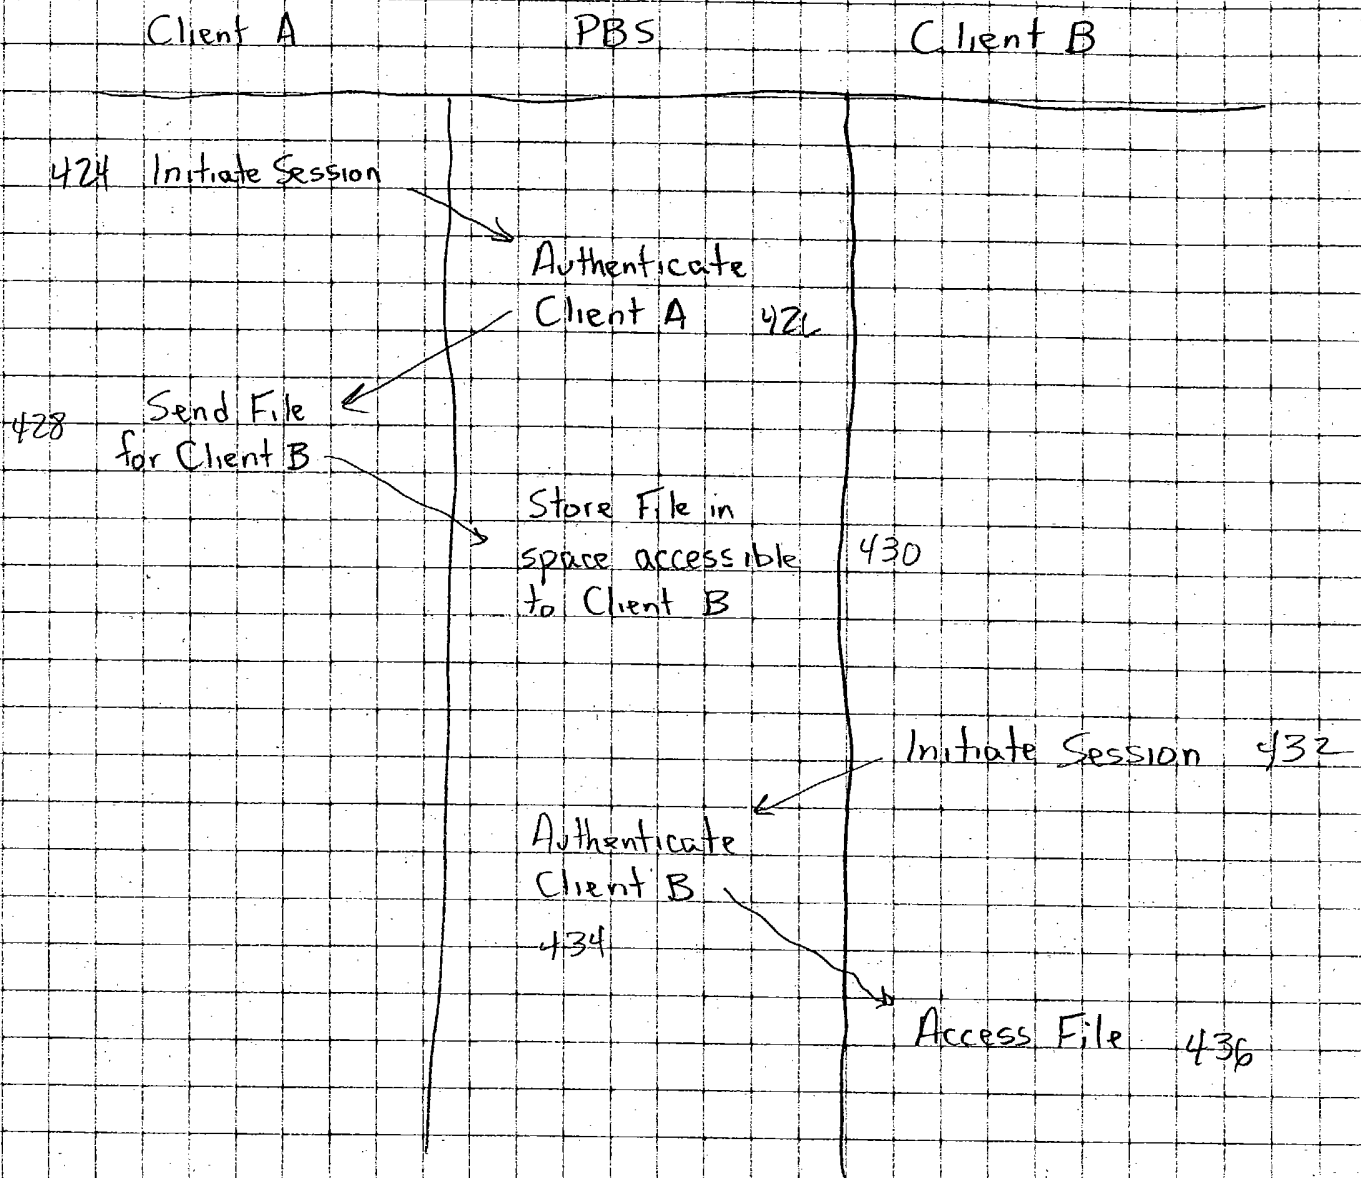 Client A PBS Client B
424 Initiate Session
Authenticate
Client A 426
428 Send File
for Client B
Store File in
space accessible 430
to Client B
Initiate Session 432
Authenticate
Client B
434
Access File 436